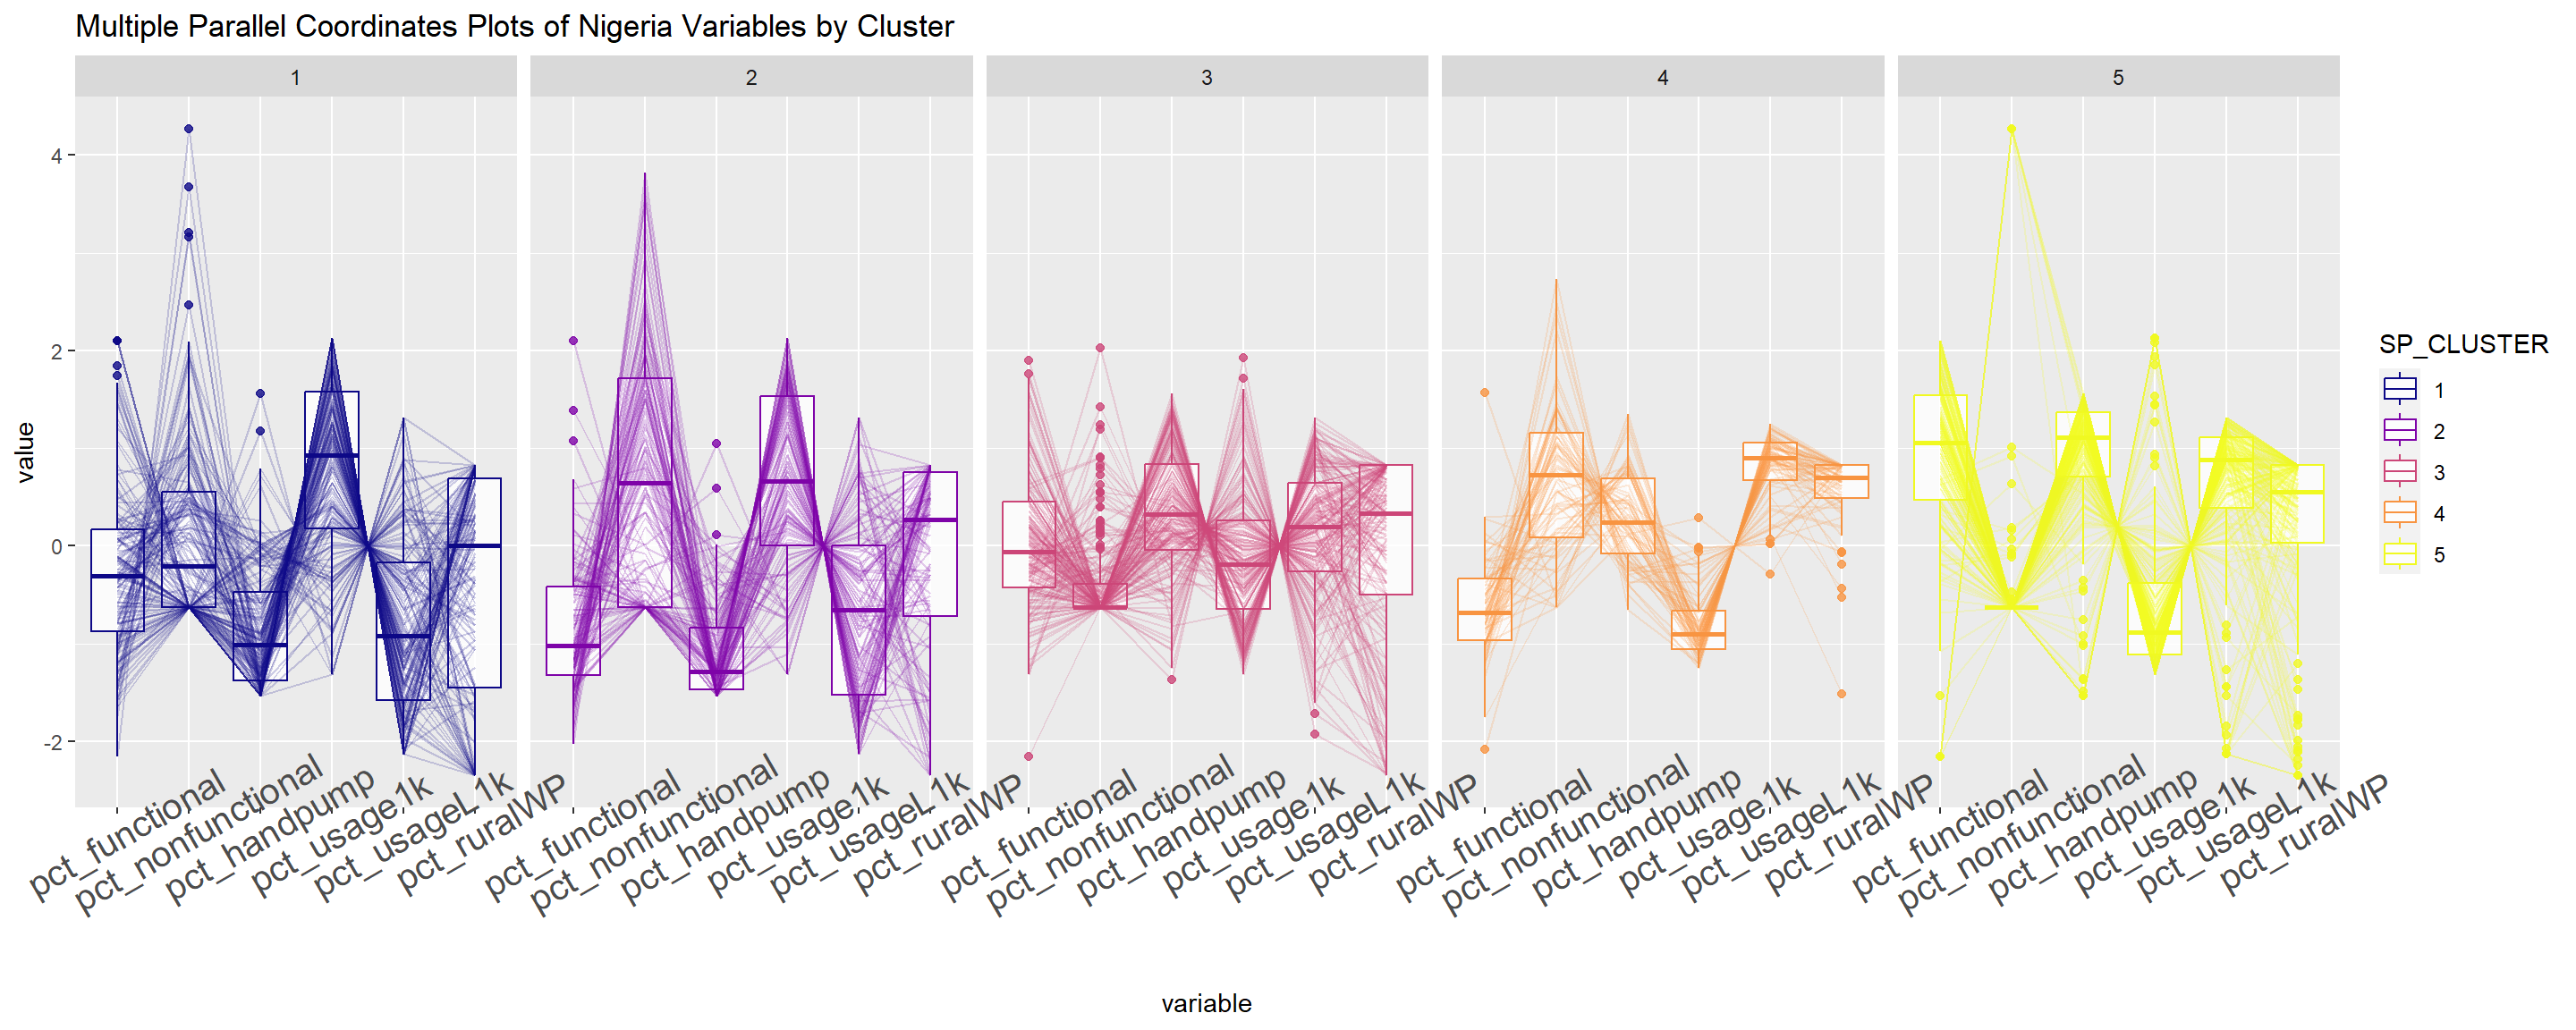 Multiple Parallel Coordinates Plots of Nigeria Variables by Cluster
1
2
3
4
5
4
2
0
-2
value
pct_functional
pct_nonfunctional
pct_handpump
pct_usage1k
pct_usageL1k
pct_ruralWP
pct_functional
pct_nonfunctional
pct_handpump
pct_usage1k
pct_usageL1k
pct_ruralWP
pct_functional
pct_nonfunctional
pct_handpump
pct_usage1k
pct_usageL1k
pct_ruralWP
pct_functional
pct_nonfunctional
pct_handpump
pct_usage1k
pct_usageL1k
pct_ruralWP
pct_functional
pct_nonfunctional
pct_handpump
pct_usage1k
pct_usageL1k
pct_ruralWP
variable
SP_CLUSTER
1
2
3
4
5